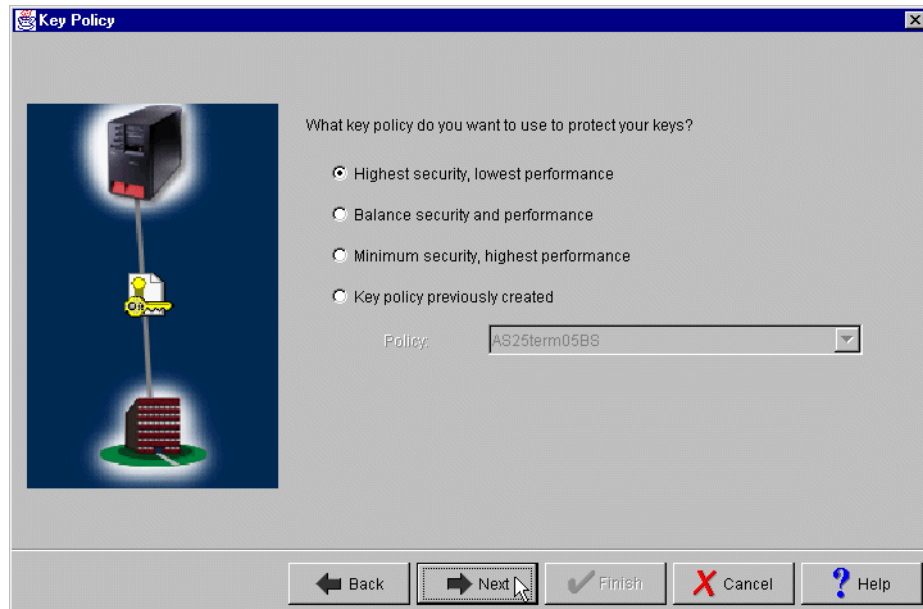 Key Policy
What key policy do you want to use to protect your keys?
Highest security, lowest performance
Balance security and performance
Minimum security, highest performance
Key policy previously created
Policy: AS25term05BS
Back Next Finish Cancel Help